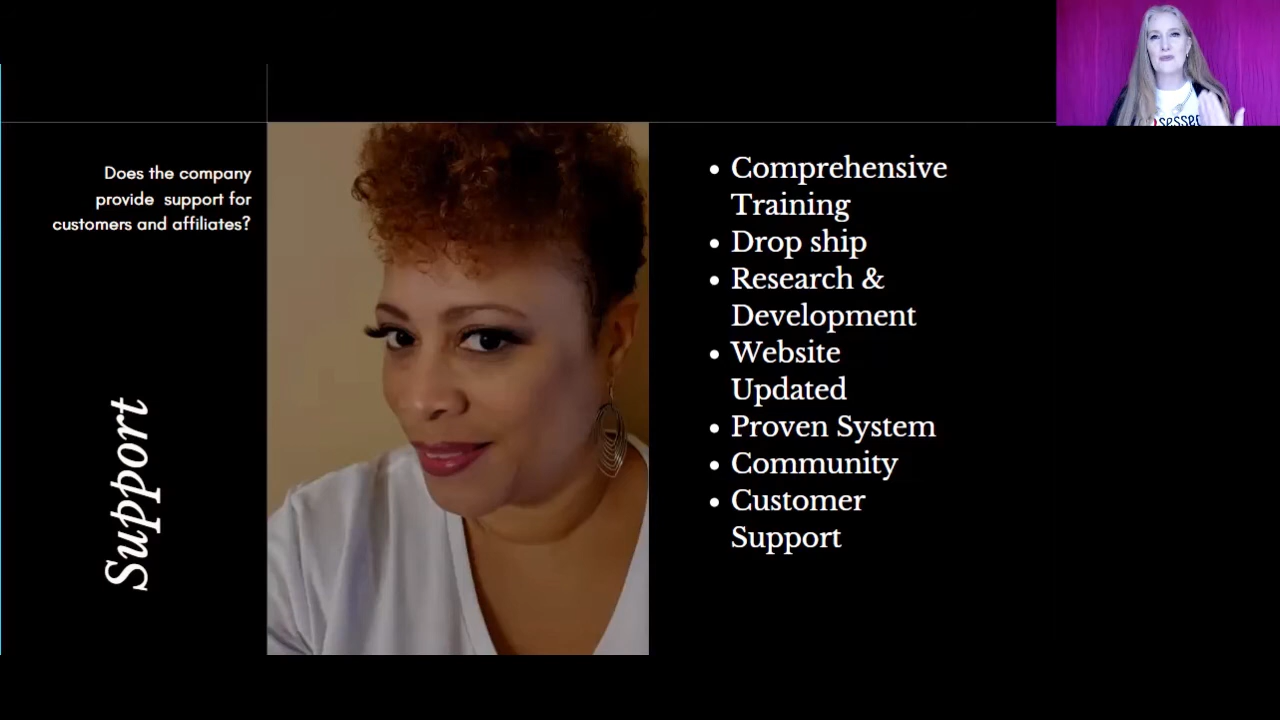 Does the company
provide support for
customers and affiliates?
Support
• Comprehensive
Training
• Drop ship
• Research &
Development
• Website
Updated
• Proven System
• Community
• Customer
Support